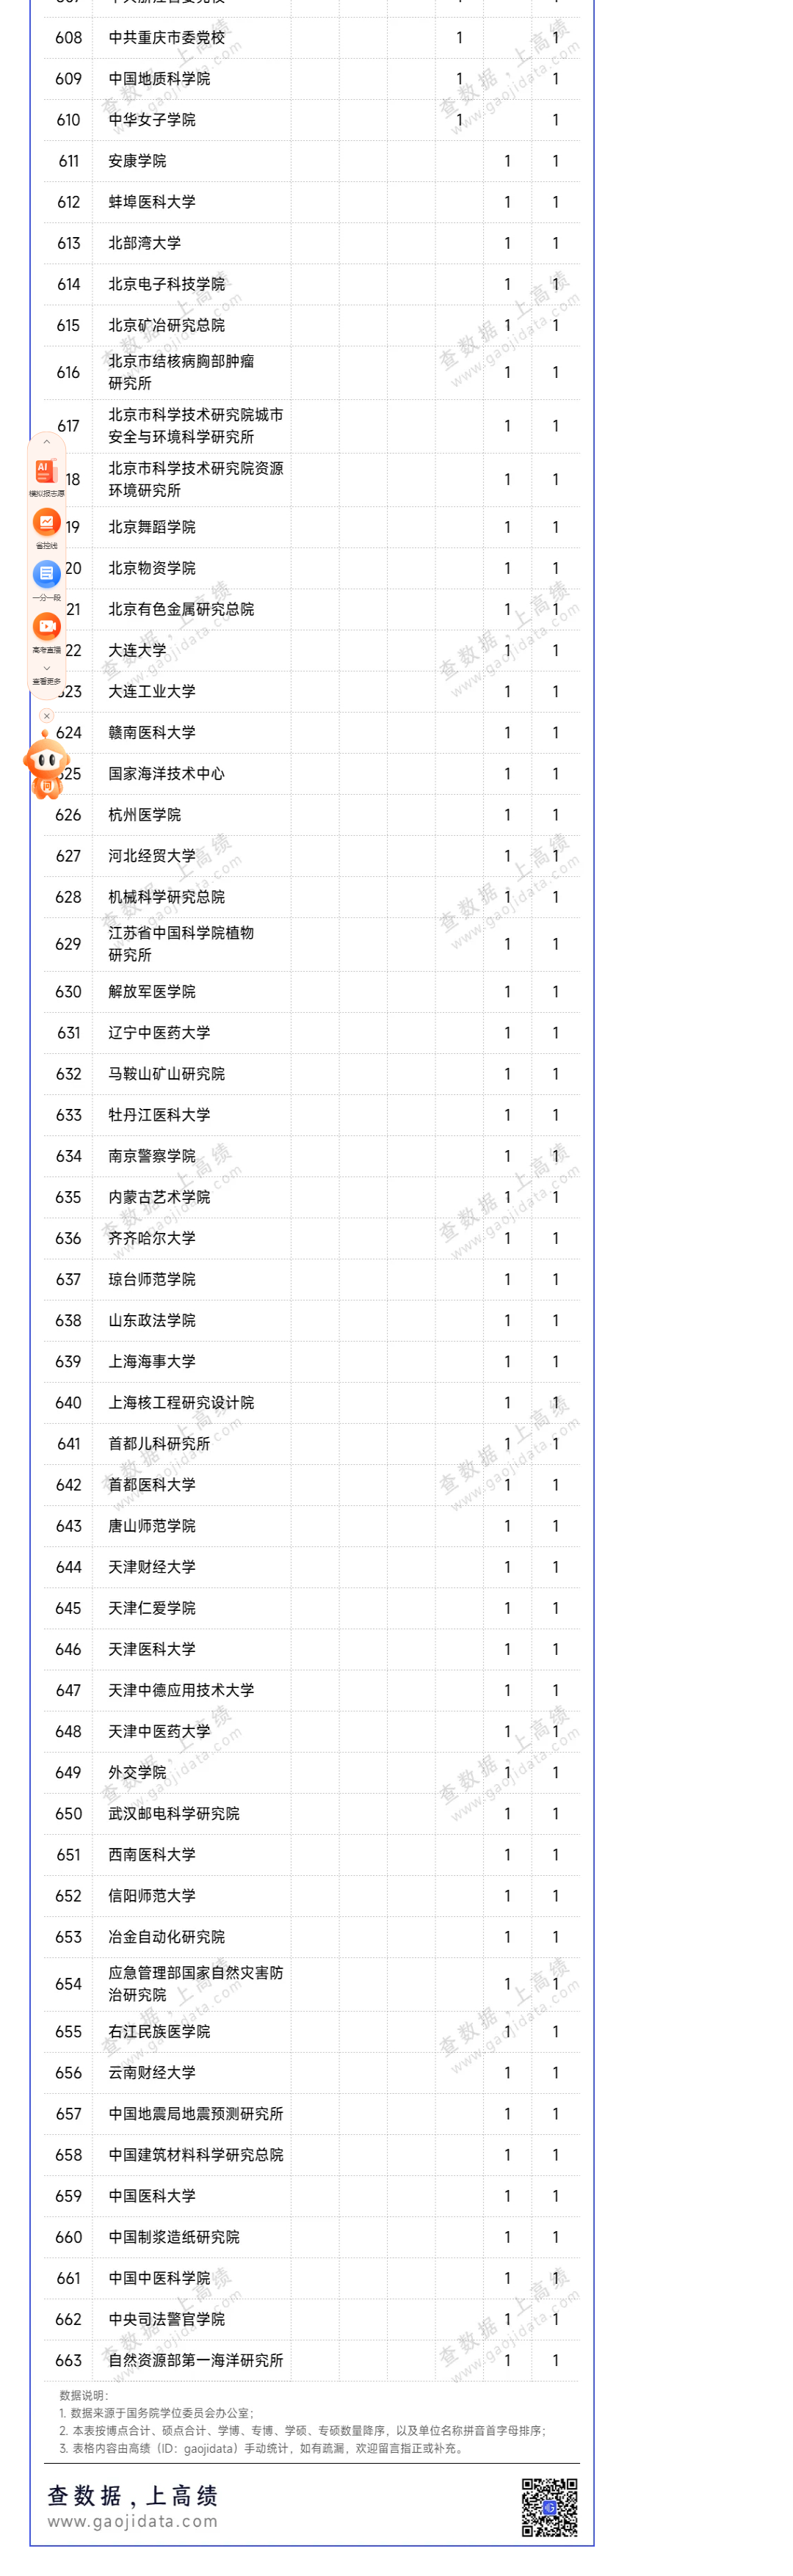 608 中共重庆市委党校 1 1
609 中国地质科学院 1 1
610 中华女子学院 1 1
611 安康学院 1 1
612 蚌埠医科大学 1 1
613 北部湾大学 1 1
614 北京电子科技学院 1 1
615 北京矿冶研究总院 1 1
616 北京市结核病胸部肿瘤
研究所 1 1
617 北京市科学技术研究院城市
安全与环境科学研究所 1 1
18 北京市科学技术研究院资源
环境研究所 1 1
19 北京舞蹈学院 1 1
20 北京物资学院 1 1
21 北京有色金属研究总院 1 1
22 大连大学 1 1
623 大连工业大学 1 1
624 赣南医科大学 1 1
625 国家海洋技术中心 1 1
626 杭州医学院 1 1
627 河北经贸大学 1 1
628 机械科学研究总院 1 1
629 江苏省中国科学院植物
研究所 1 1
630 解放军医学院 1 1
631 辽宁中医药大学 1 1
632 马鞍山矿山研究院 1 1
633 牡丹江医科大学 1 1
634 南京警察学院 1 1
635 内蒙古艺术学院 1 1
636 齐齐哈尔大学 1 1
637 琼台师范学院 1 1
638 山东政法学院 1 1
639 上海海事大学 1 1
640 上海核工程研究设计院 1 1
641 首都儿科研究所 1 1
642 首都医科大学 1 1
643 唐山师范学院 1 1
644 天津财经大学 1 1
645 天津仁爱学院 1 1
646 天津医科大学 1 1
647 天津中德应用技术大学 1 1
648 天津中医药大学 1 1
649 外交学院 1 1
650 武汉邮电科学研究院 1 1
651 西南医科大学 1 1
652 信阳师范大学 1 1
653 冶金自动化研究院 1 1
654 应急管理部国家自然灾害防
治研究院 1 1
655 右江民族医学院 1 1
656 云南财经大学 1 1
657 中国地震局地震预测研究所 1 1
658 中国建筑材料科学研究总院 1 1
659 中国医科大学 1 1
660 中国制浆造纸研究院 1 1
661 中国中医科学院 1 1
662 中央司法警官学院 1 1
663 自然资源部第一海洋研究所 1 1
AI
模拟报志愿
省控线
一分一段
高考直播
查看更多
问
数据说明：
1. 数据来源于国务院学位委员会办公室；
2. 本表按博点合计、硕点合计、学博、专博、学硕、专硕数量降序，以及单位名称拼音首字母排序；
3. 表格内容由高绩（ID：gaojidata）手动统计，如有疏漏，欢迎留言指正或补充。
查数据，上高绩
www.gaojidata.com